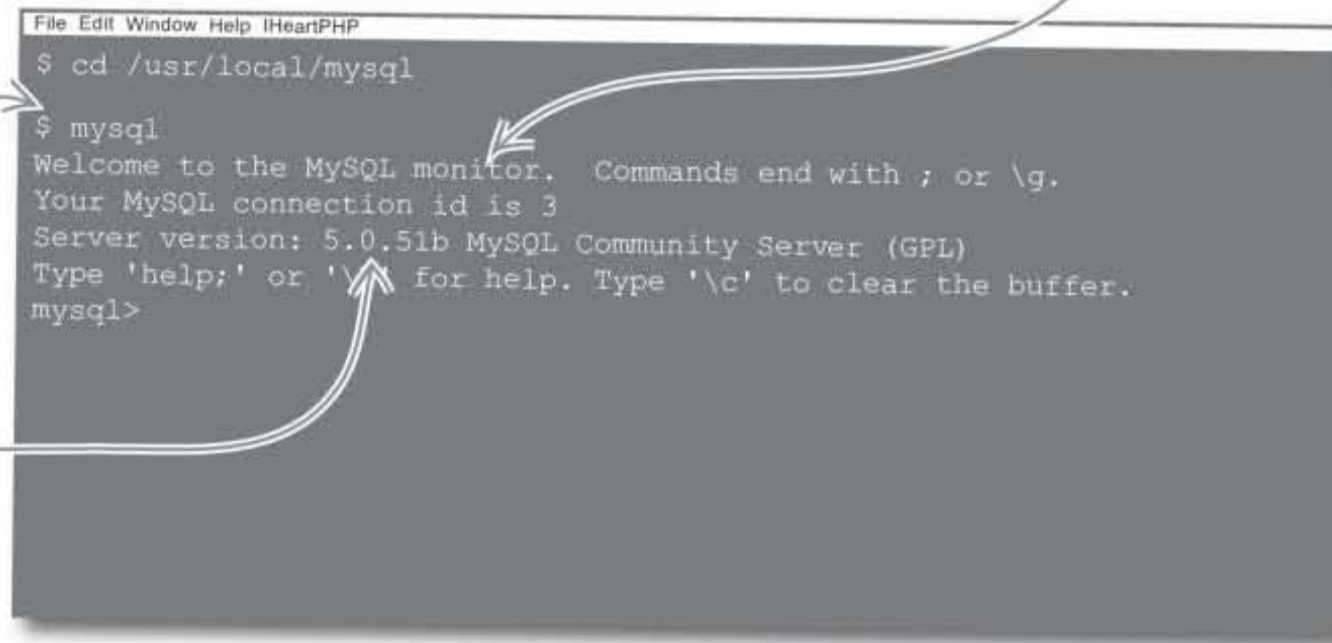 File Edit Window Help IHeartPHP
$ cd /usr/local/mysql
$ mysql
Welcome to the MySQL monitor.  Commands end with ; or \g.
Your MySQL connection id is 3
Server version: 5.0.51b MySQL Community Server (GPL)
Type 'help;' or '\ for help. Type '\c' to clear the buffer.
mysql>